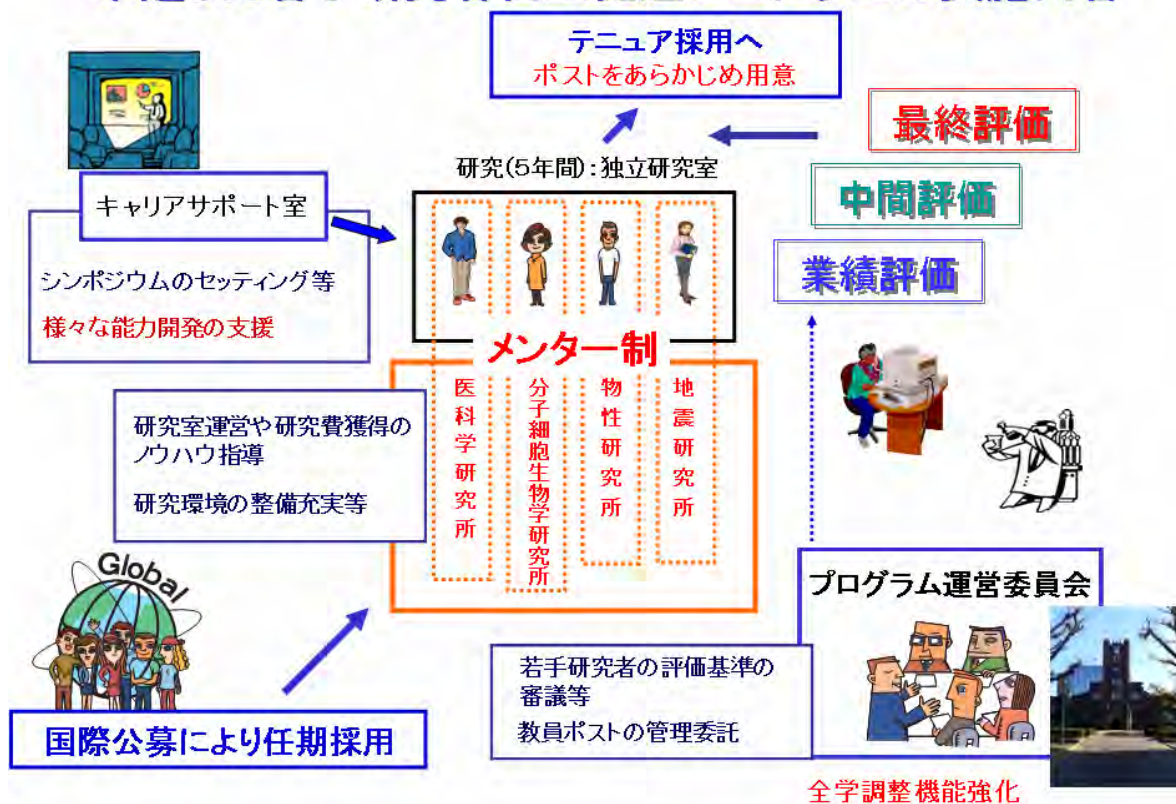 テニュア採用へ
ポストをあらかじめ用意
最終評価
研究(5年間):独立研究室
中間評価
キャリアサポート室
業績評価
シンポジウムのセッティング等
様々な能力開発の支援
メンター制
医科学研究所
分子細胞生物学研究所
物性研究所
地震研究所
研究室運営や研究費獲得の
ノウハウ指導
研究環境の整備充実等
Global
プログラム運営委員会
若手研究者の評価基準の
審議等
教員ポストの管理委託
国際公募により任期採用
全学調整機能強化